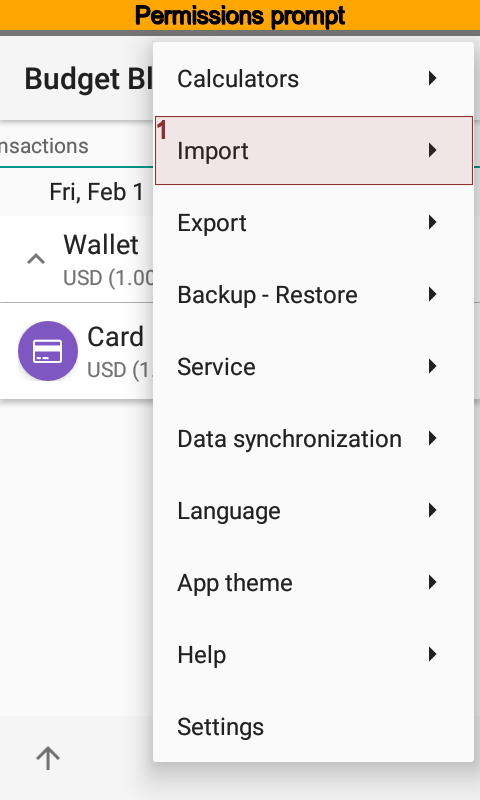 Permissions prompt
Budget Bl
Calculators
1
Import
nsactions
Fri, Feb 1
Export
Wallet
USD (1.00
Backup - Restore
Card
USD (1.
Service
Data synchronization
Language
App theme
Help
Settings